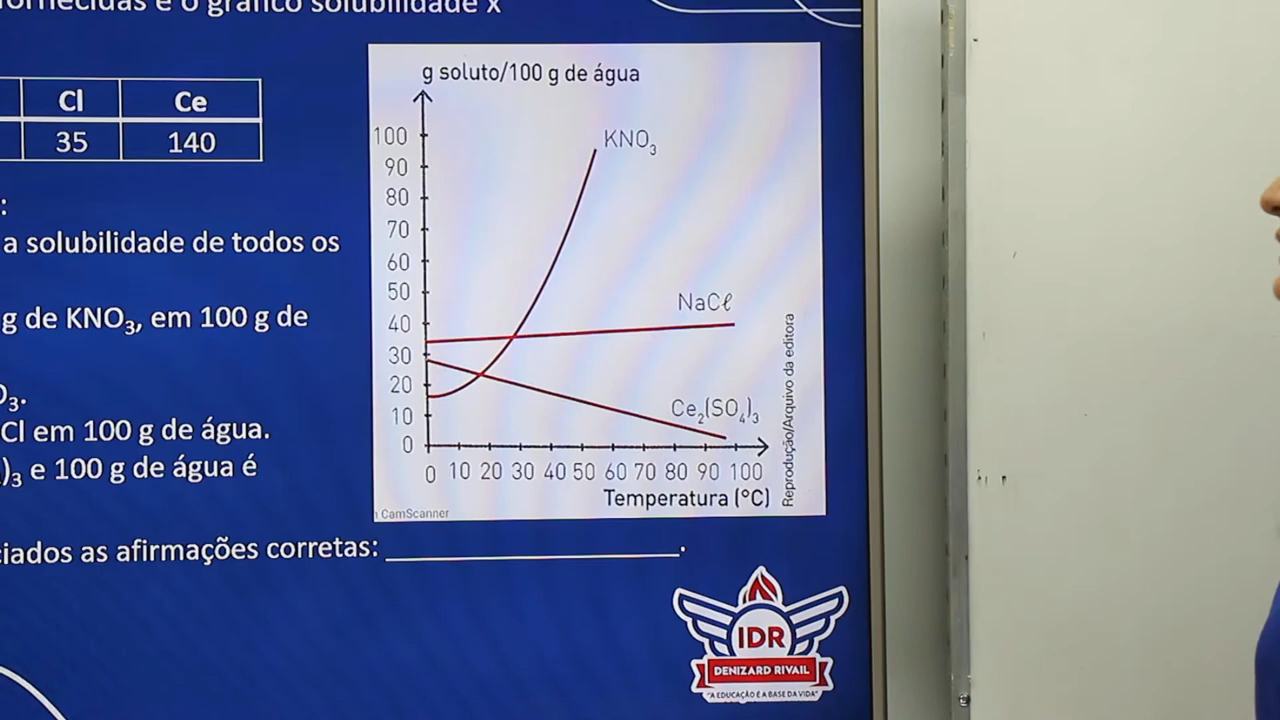 fornecidas e o gráfico solubilidade x
Cl Ce
35 140
:
a solubilidade de todos os
g de KNO₃, em 100 g de
O₃.
Cl em 100 g de água.
)₃ e 100 g de água é
ciados as afirmações corretas: ____________________.
g soluto/100 g de água
100
90
80
70
60
50
40
30
20
10
0
KNO₃
NaCℓ
Ce₂(SO₄)₃
0 10 20 30 40 50 60 70 80 90 100
Temperatura (°C)
Reprodução/Arquivo da editora
CamScanner
IDR
DENIZARD RIVAIL
"A EDUCAÇÃO É A BASE DA VIDA"